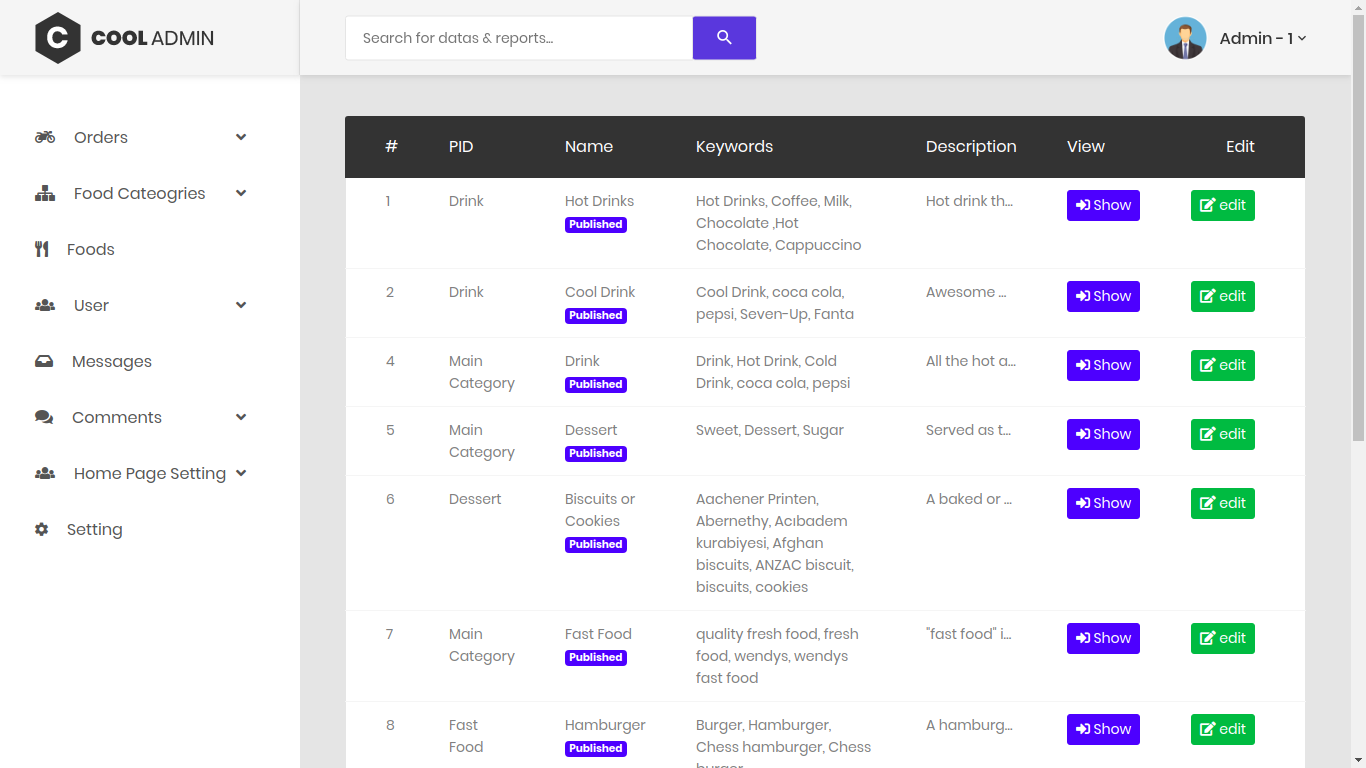 C COOL ADMIN
Search for datas & reports...
Admin - 1
Orders
Food Cateogries
Foods
User
Messages
Comments
Home Page Setting
Setting
# PID Name Keywords Description View Edit
1 Drink Hot Drinks Hot Drinks, Coffee, Milk, Hot drink th... Show edit
Published Chocolate ,Hot
Chocolate, Cappuccino
2 Drink Cool Drink Cool Drink, coca cola, Awesome ... Show edit
Published pepsi, Seven-Up, Fanta
4 Main Drink Drink, Hot Drink, Cold All the hot a... Show edit
Category Published Drink, coca cola, pepsi
5 Main Dessert Sweet, Dessert, Sugar Served as t... Show edit
Category Published
6 Dessert Biscuits or Aachener Printen, A baked or ... Show edit
Cookies Abernethy, Acıbadem
Published kurabiyesi, Afghan
biscuits, ANZAC biscuit,
biscuits, cookies
7 Main Fast Food quality fresh food, fresh "fast food" i... Show edit
Category Published food, wendys, wendys
fast food
8 Fast Hamburger Burger, Hamburger, A hamburg... Show edit
Food Published Chess hamburger, Chess
burger